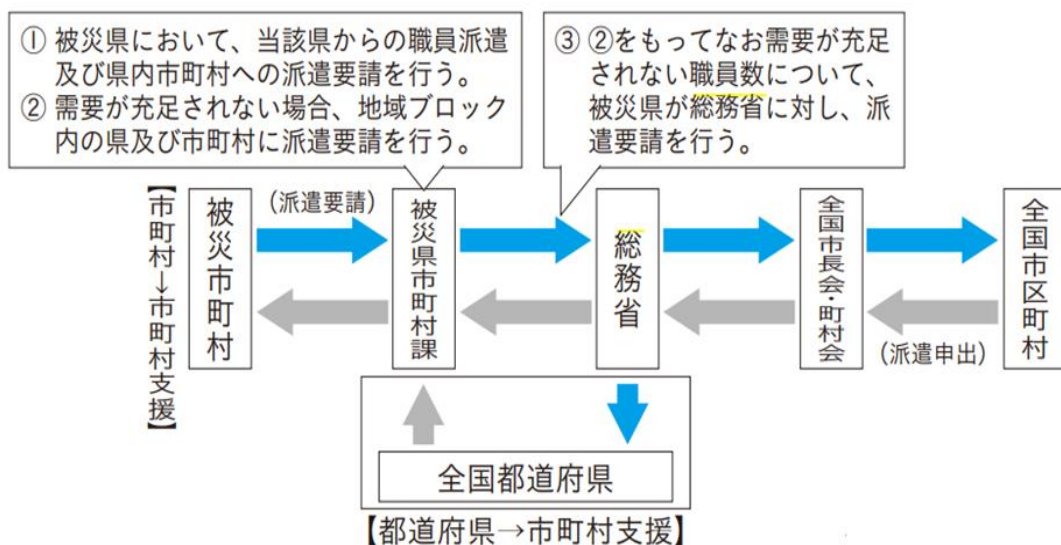 ① 被災県において、当該県からの職員派遣
及び県内市町村への派遣要請を行う。
② 需要が充足されない場合、地域ブロック
内の県及び市町村に派遣要請を行う。
③ ②をもってなお需要が充足
されない職員数について、
被災県が総務省に対し、派
遣要請を行う。
【市町村→市町村支援】
被災市町村
(派遣要請)
被災県市町村課
総務省
全国市長会・町村会
(派遣申出)
全国市区町村
全国都道府県
【都道府県→市町村支援】